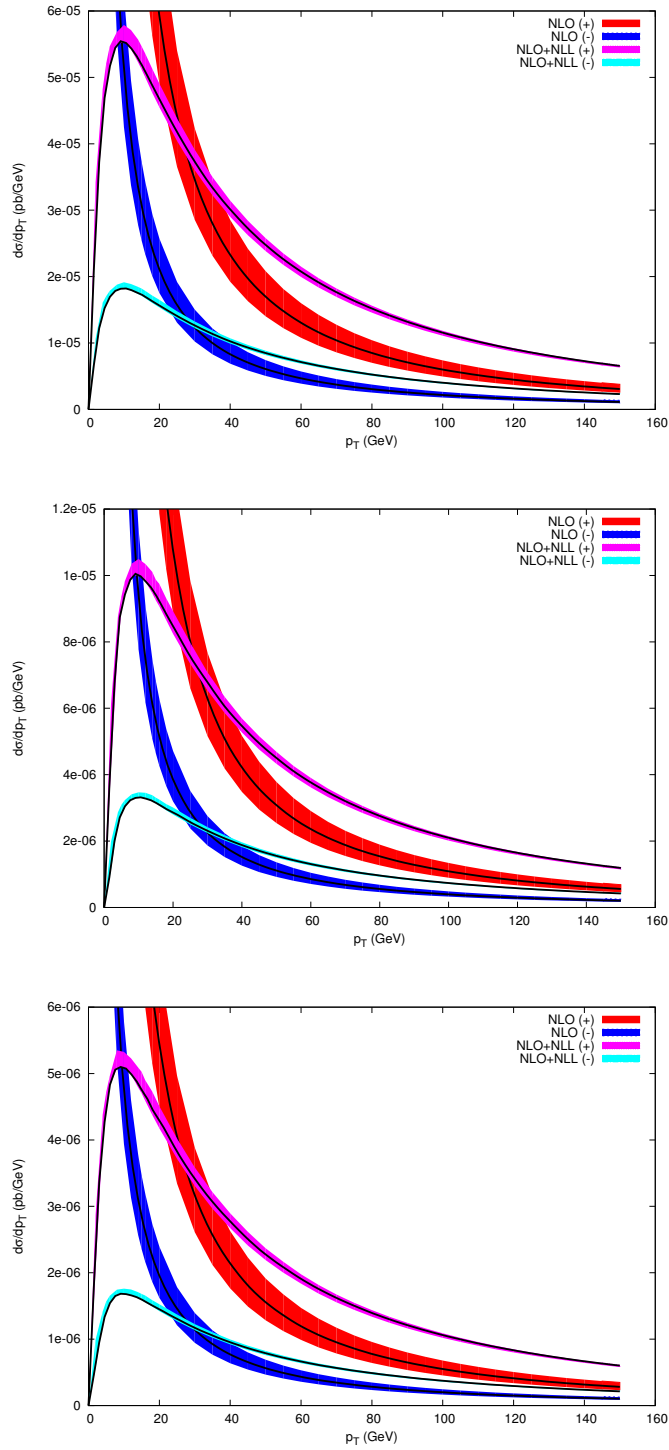 6e-05
5e-05
4e-05
3e-05
2e-05
1e-05
0
dσ/dp_T (pb/GeV)
NLO (+)
NLO (-)
NLO+NLL (+)
NLO+NLL (-)
0 20 40 60 80 100 120 140 160
p_T (GeV)
1.2e-05
1e-05
8e-06
6e-06
4e-06
2e-06
0
dσ/dp_T (pb/GeV)
NLO (+)
NLO (-)
NLO+NLL (+)
NLO+NLL (-)
0 20 40 60 80 100 120 140 160
p_T (GeV)
6e-06
5e-06
4e-06
3e-06
2e-06
1e-06
0
dσ/dp_T (pb/GeV)
NLO (+)
NLO (-)
NLO+NLL (+)
NLO+NLL (-)
0 20 40 60 80 100 120 140 160
p_T (GeV)